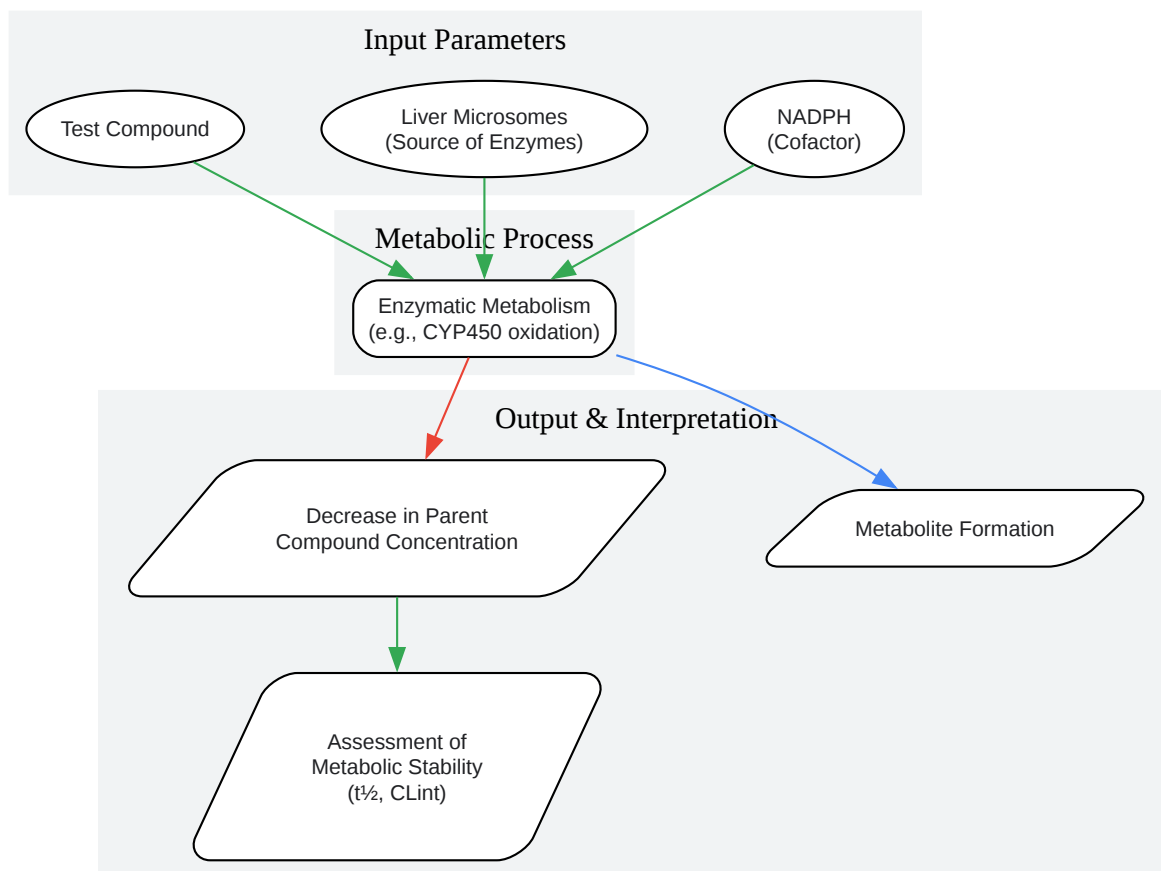 Input Parameters
Test Compound
Liver Microsomes
(Source of Enzymes)
NADPH
(Cofactor)
Metabolic Process
Enzymatic Metabolism
(e.g., CYP450 oxidation)
Output & Interpretation
Decrease in Parent
Compound Concentration
Metabolite Formation
Assessment of
Metabolic Stability
(t½, CLint)